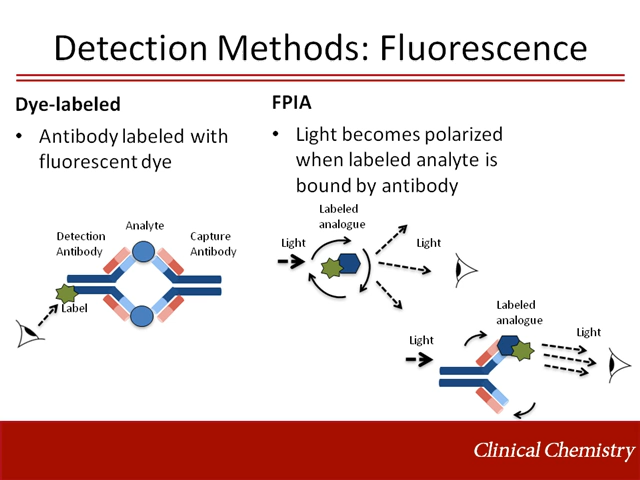 Detection Methods: Fluorescence
Dye-labeled
• Antibody labeled with
fluorescent dye
Analyte
Detection
Antibody
Capture
Antibody
Label
FPIA
• Light becomes polarized
when labeled analyte is
bound by antibody
Labeled
analogue
Light
Light
Labeled
analogue
Light
Light
Clinical Chemistry